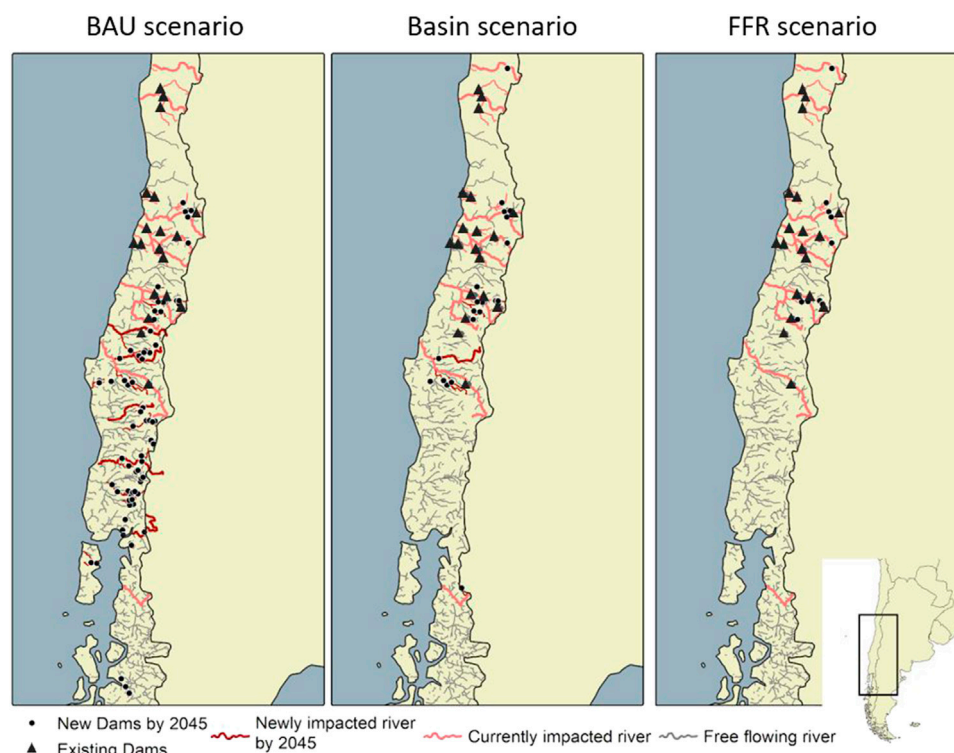 BAU scenario
Basin scenario
FFR scenario
New Dams by 2045
Newly impacted river
by 2045
Currently impacted river
Free flowing river
Existing Dams